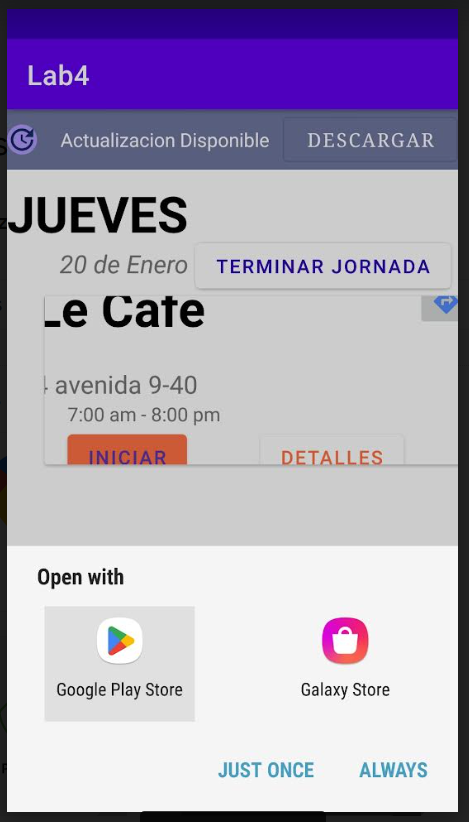 Lab4
Actualizacion Disponible DESCARGAR
JUEVES
20 de Enero TERMINAR JORNADA
Le Cafe
4 avenida 9-40
7:00 am - 8:00 pm
INICIAR DETALLES
Open with
Google Play Store Galaxy Store
JUST ONCE ALWAYS